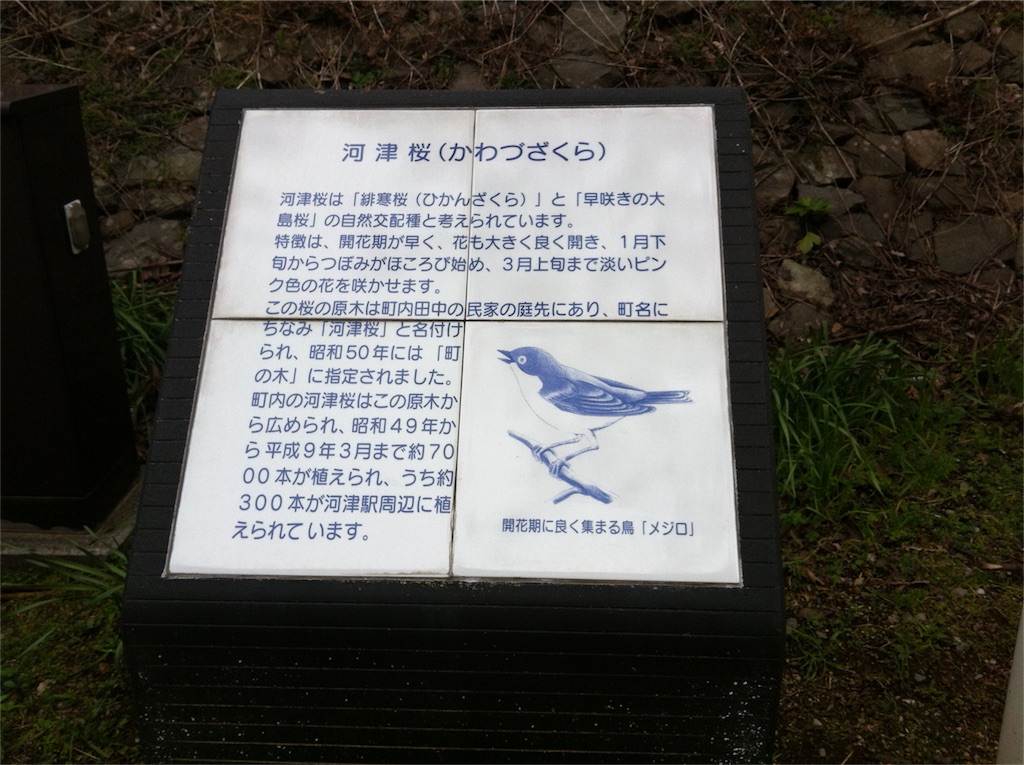 河津桜(かわづざくら)
河津桜は「緋寒桜(ひかんざくら)」と「早咲きの大
島桜」の自然交配種と考えられています。
特徴は、開花期が早く、花も大きく良く開き、１月下
旬からつぼみがほころび始め、３月上旬まで淡いピン
ク色の花を咲かせます。
この桜の原木は町内田中の民家の庭先にあり、町名に
ちなみ「河津桜」と名付け
られ、昭和５０年には「町
の木」に指定されました。
町内の河津桜はこの原木か
ら広められ、昭和４９年か
ら平成９年３月まで約７０
００本が植えられ、うち約
３００本が河津駅周辺に植
えられています。
開花期に良く集まる鳥「メジロ」